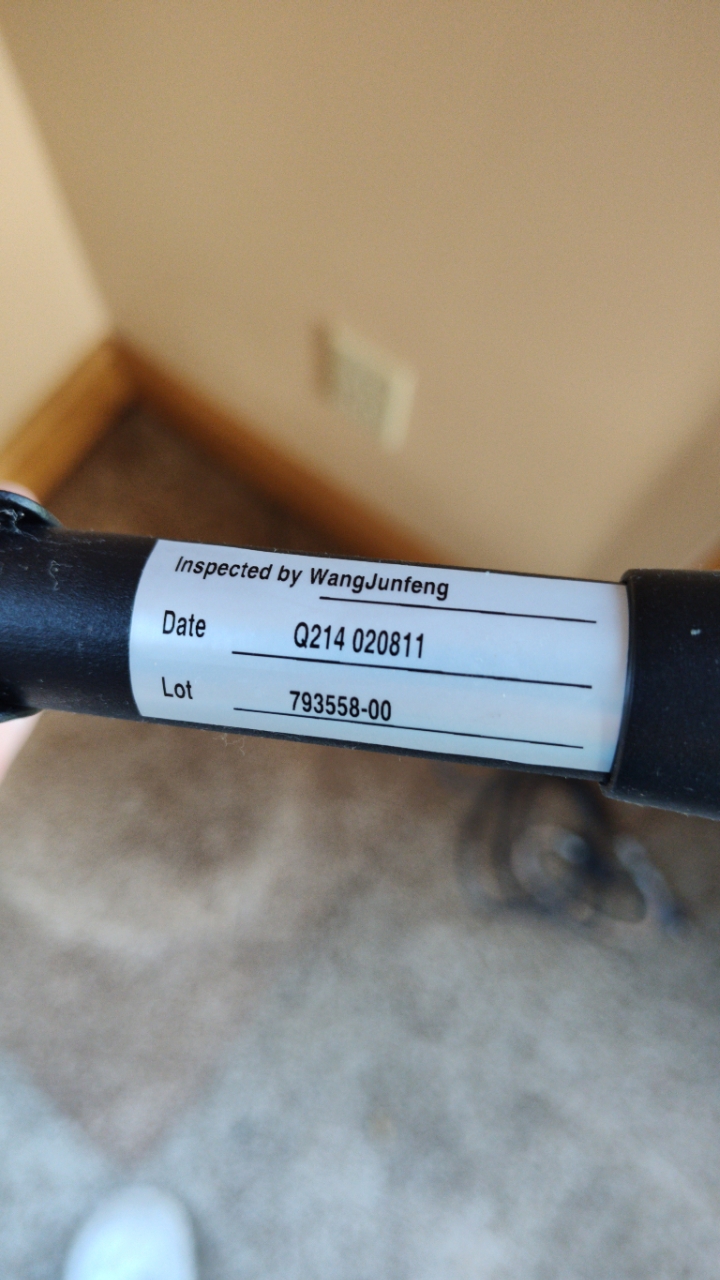 Inspected by WangJunfeng
Date Q214 020811
Lot 793558-00